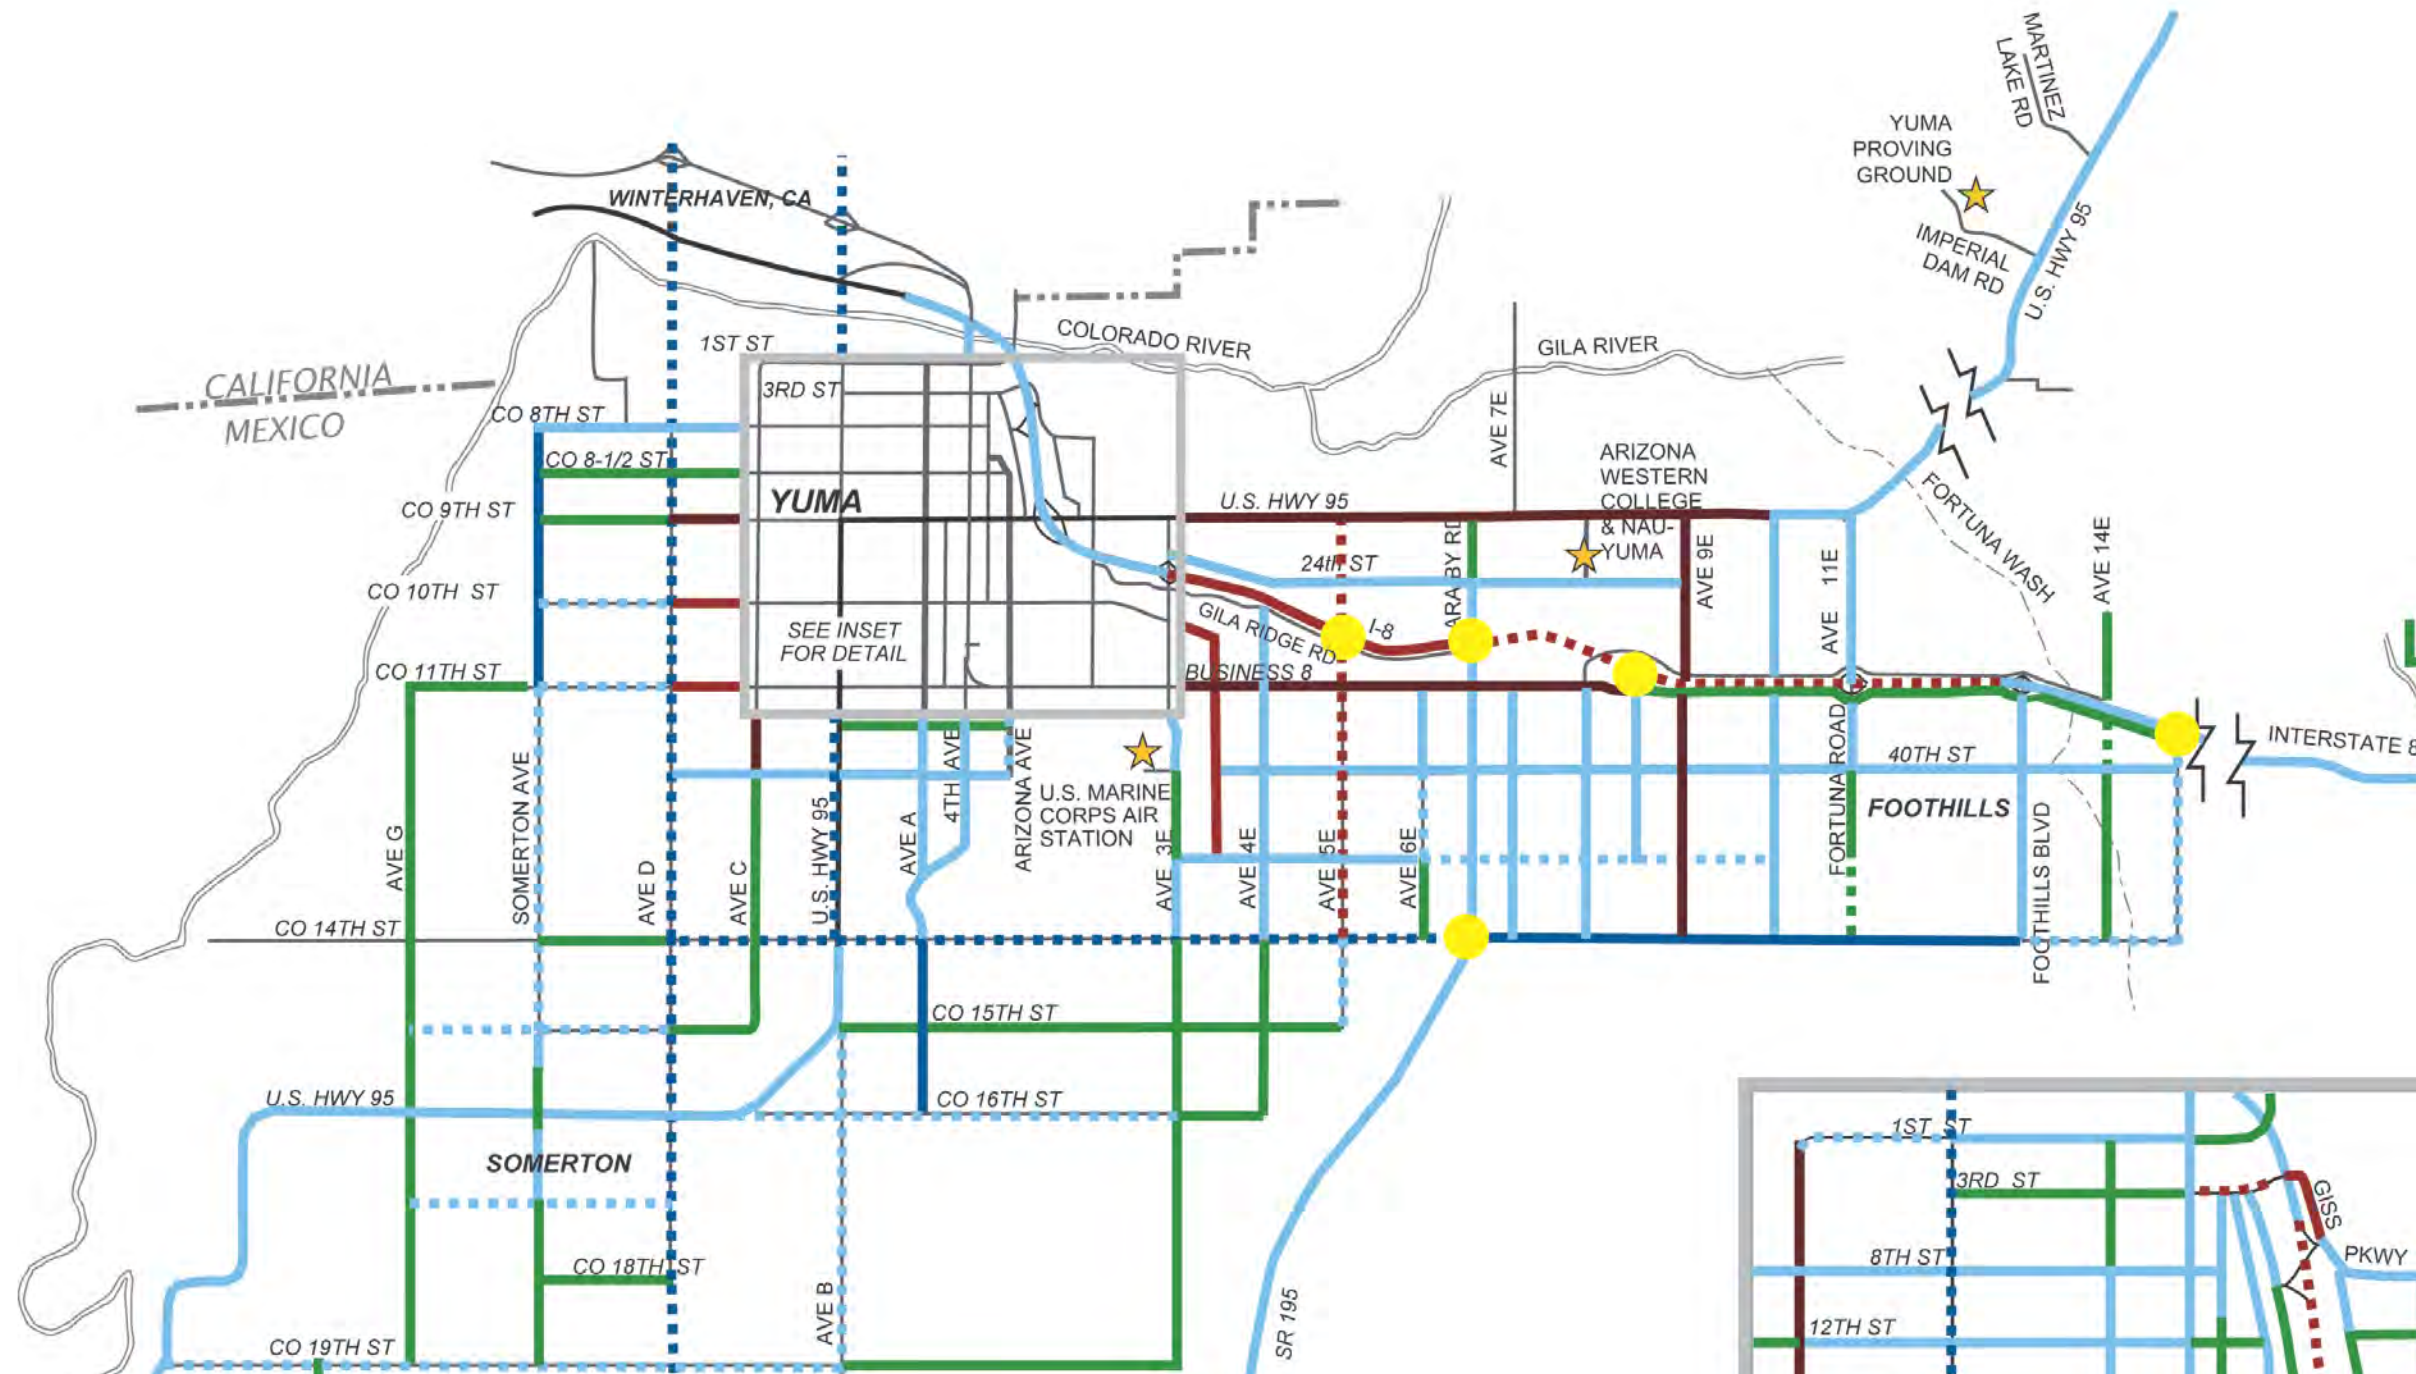 MARTINEZ
LAKE RD
YUMA
PROVING
GROUND
IMPERIAL
DAM RD
U.S. HWY 95
WINTERHAVEN, CA
COLORADO RIVER
GILA RIVER
1ST ST
3RD ST
CALIFORNIA
MEXICO
CO 8TH ST
CO 8-1/2 ST
CO 9TH ST
YUMA
CO 10TH ST
SEE INSET
FOR DETAIL
CO 11TH ST
U.S. HWY 95
AVE 7E
ARIZONA
WESTERN
COLLEGE
& NAU-
YUMA
24th ST
ARABY RD
AVE 9E
AVE 11E
FORTUNA WASH
AVE 14E
GILA RIDGE RD
I-8
BUSINESS 8
INTERSTATE 8
40TH ST
FOOTHILLS
FORTUNA ROAD
FOOTHILLS BLVD
U.S. MARINE
CORPS AIR
STATION
AVE G
SOMERTON AVE
AVE D
AVE C
U.S. HWY 95
AVE A
4TH AVE
ARIZONA AVE
AVE 3E
AVE 4E
AVE 5E
AVE 6E
CO 14TH ST
CO 15TH ST
U.S. HWY 95
CO 16TH ST
SOMERTON
CO 18TH ST
AVE B
CO 19TH ST
SR 195
1ST ST
3RD ST
GISS
PKWY
8TH ST
12TH ST